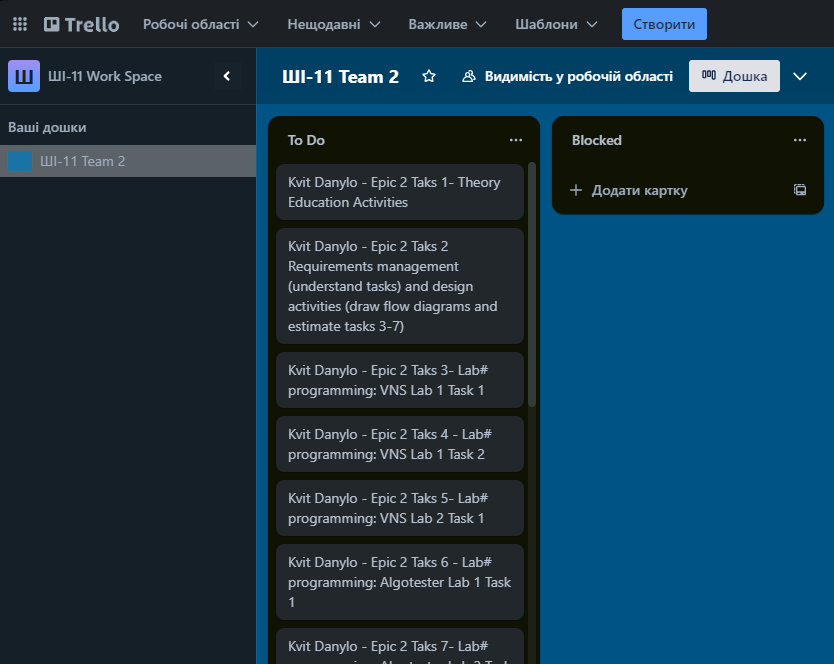 Trello
Робочі області
Нещодавні
Важливе
Шаблони
Створити
Ш
ШІ-11 Work Space
Ваші дошки
ШІ-11 Team 2
ШІ-11 Team 2
Видимість у робочій області
Дошка
To Do
Kvit Danylo - Epic 2 Taks 1- Theory
Education Activities
Kvit Danylo - Epic 2 Taks 2
Requirements management
(understand tasks) and design
activities (draw flow diagrams and
estimate tasks 3-7)
Kvit Danylo - Epic 2 Taks 3- Lab#
programming: VNS Lab 1 Task 1
Kvit Danylo - Epic 2 Taks 4 - Lab#
programming: VNS Lab 1 Task 2
Kvit Danylo - Epic 2 Taks 5- Lab#
programming: VNS Lab 2 Task 1
Kvit Danylo - Epic 2 Taks 6 - Lab#
programming: Algotester Lab 1 Task
1
Kvit Danylo - Epic 2 Taks 7- Lab#
Blocked
Додати картку